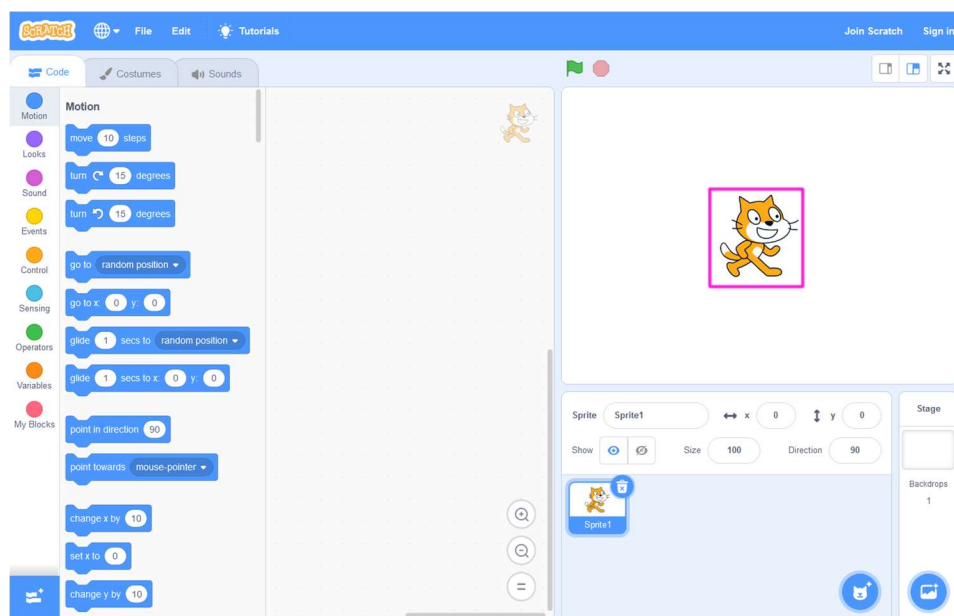 SCRATCH File Edit Tutorials Join Scratch Sign in
Code Costumes Sounds
Motion
Looks
Sound
Events
Control
Sensing
Operators
Variables
My Blocks
Motion
move 10 steps
turn 15 degrees
turn 15 degrees
go to random position
go to x: 0 y: 0
glide 1 secs to random position
glide 1 secs to x: 0 y: 0
point in direction 90
point towards mouse-pointer
change x by 10
set x to 0
change y by 10
Sprite Sprite1 x 0 y 0
Show Size 100 Direction 90
Sprite1
Stage
Backdrops
1